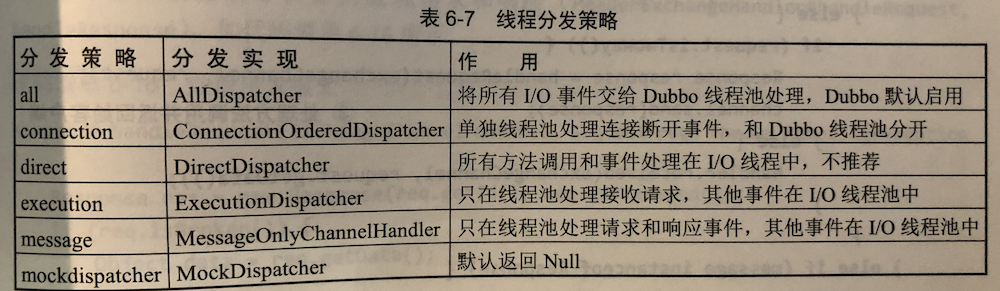 表 6-7 线程分发策略
分发策略 分发实现 作用
all AllDispatcher 将所有 I/O 事件交给 Dubbo 线程池处理，Dubbo 默认启用
connection ConnectionOrderedDispatcher 单独线程池处理连接断开事件，和 Dubbo 线程池分开
direct DirectDispatcher 所有方法调用和事件处理在 I/O 线程中，不推荐
execution ExecutionDispatcher 只在线程池处理接收请求，其他事件在 I/O 线程池中
message MessageOnlyChannelHandler 只在线程池处理请求和响应事件，其他事件在 I/O 线程池中
mockdispatcher MockDispatcher 默认返回 Null